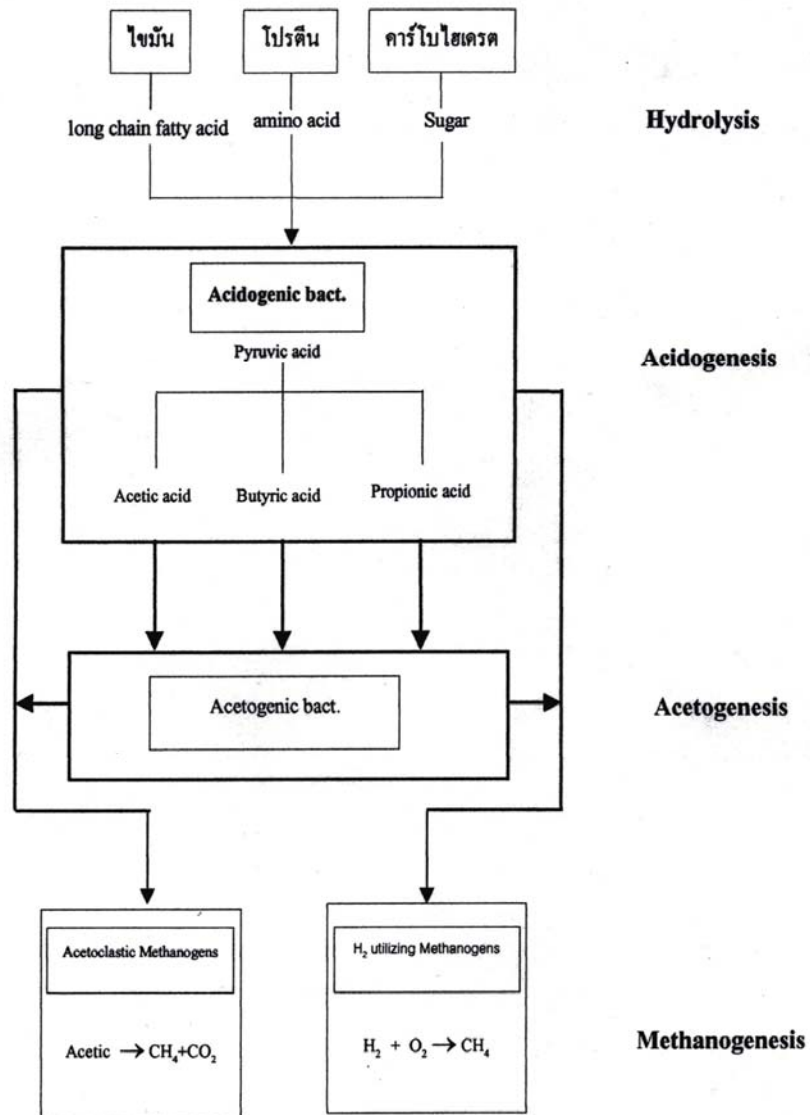 ไขมัน โปรตีน คาร์โบไฮเดรต
long chain fatty acid amino acid Sugar Hydrolysis
Acidogenic bact.
Pyruvic acid Acidogenesis
Acetic acid Butyric acid Propionic acid
Acetogenic bact. Acetogenesis
Acetoclastic Methanogens H₂ utilizing Methanogens
Acetic → CH₄+CO₂ H₂ + O₂ → CH₄ Methanogenesis